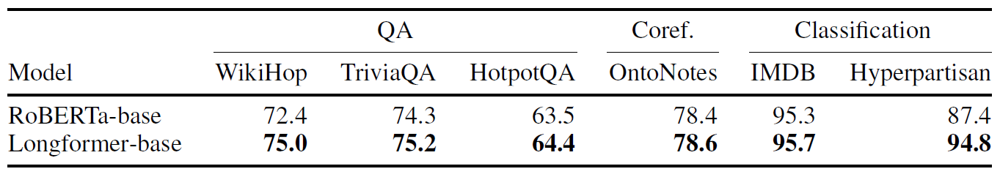 QA Coref. Classification
Model WikiHop TriviaQA HotpotQA OntoNotes IMDB Hyperpartisan
RoBERTa-base 72.4 74.3 63.5 78.4 95.3 87.4
Longformer-base 75.0 75.2 64.4 78.6 95.7 94.8